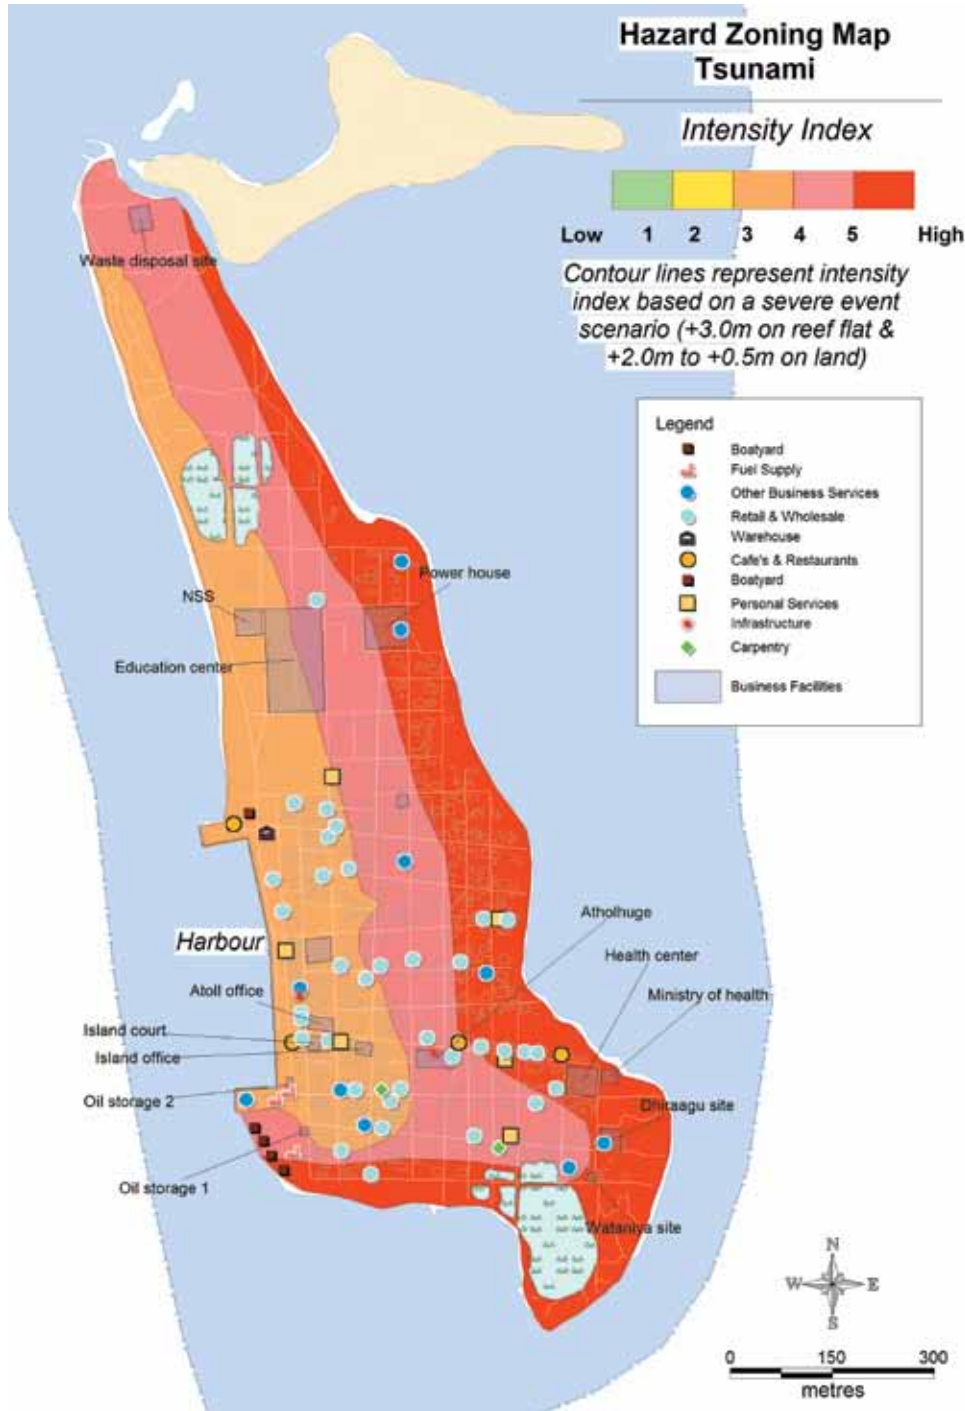 Hazard Zoning Map
Tsunami
Intensity Index
Low 1 2 3 4 5 High
Contour lines represent intensity
index based on a severe event
scenario (+3.0m on reef flat &
+2.0m to +0.5m on land)
Legend
Boatyard
Fuel Supply
Other Business Services
Retail & Wholesale
Warehouse
Cafe's & Restaurants
Boatyard
Personal Services
Infrastructure
Carpentry
Business Facilities
Waste disposal site
Power house
NSS
Education center
Atholhuge
Harbour
Health center
Atoll office
Ministry of health
Island court
Island office
Oil storage 2
Dhiraagu site
Oil storage 1
Wataniya site
N
W E
S
0 150 300
metres